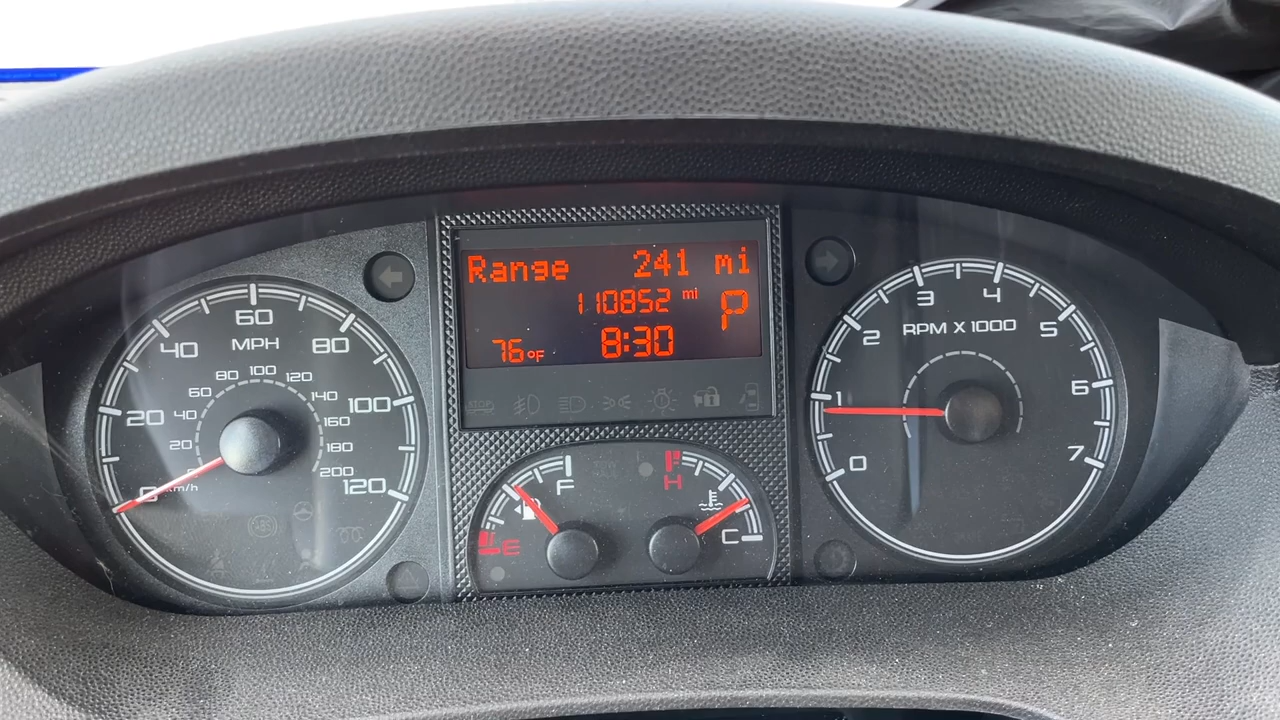 Range 241 mi
110852 mi
P
76°F 8:30
0 20 40 60 80 100 120
MPH
0 20 40 60 80 100 120 140 160 180 200
km/h
E F
H C
0 1 2 3 4 5 6 7
RPM X 1000